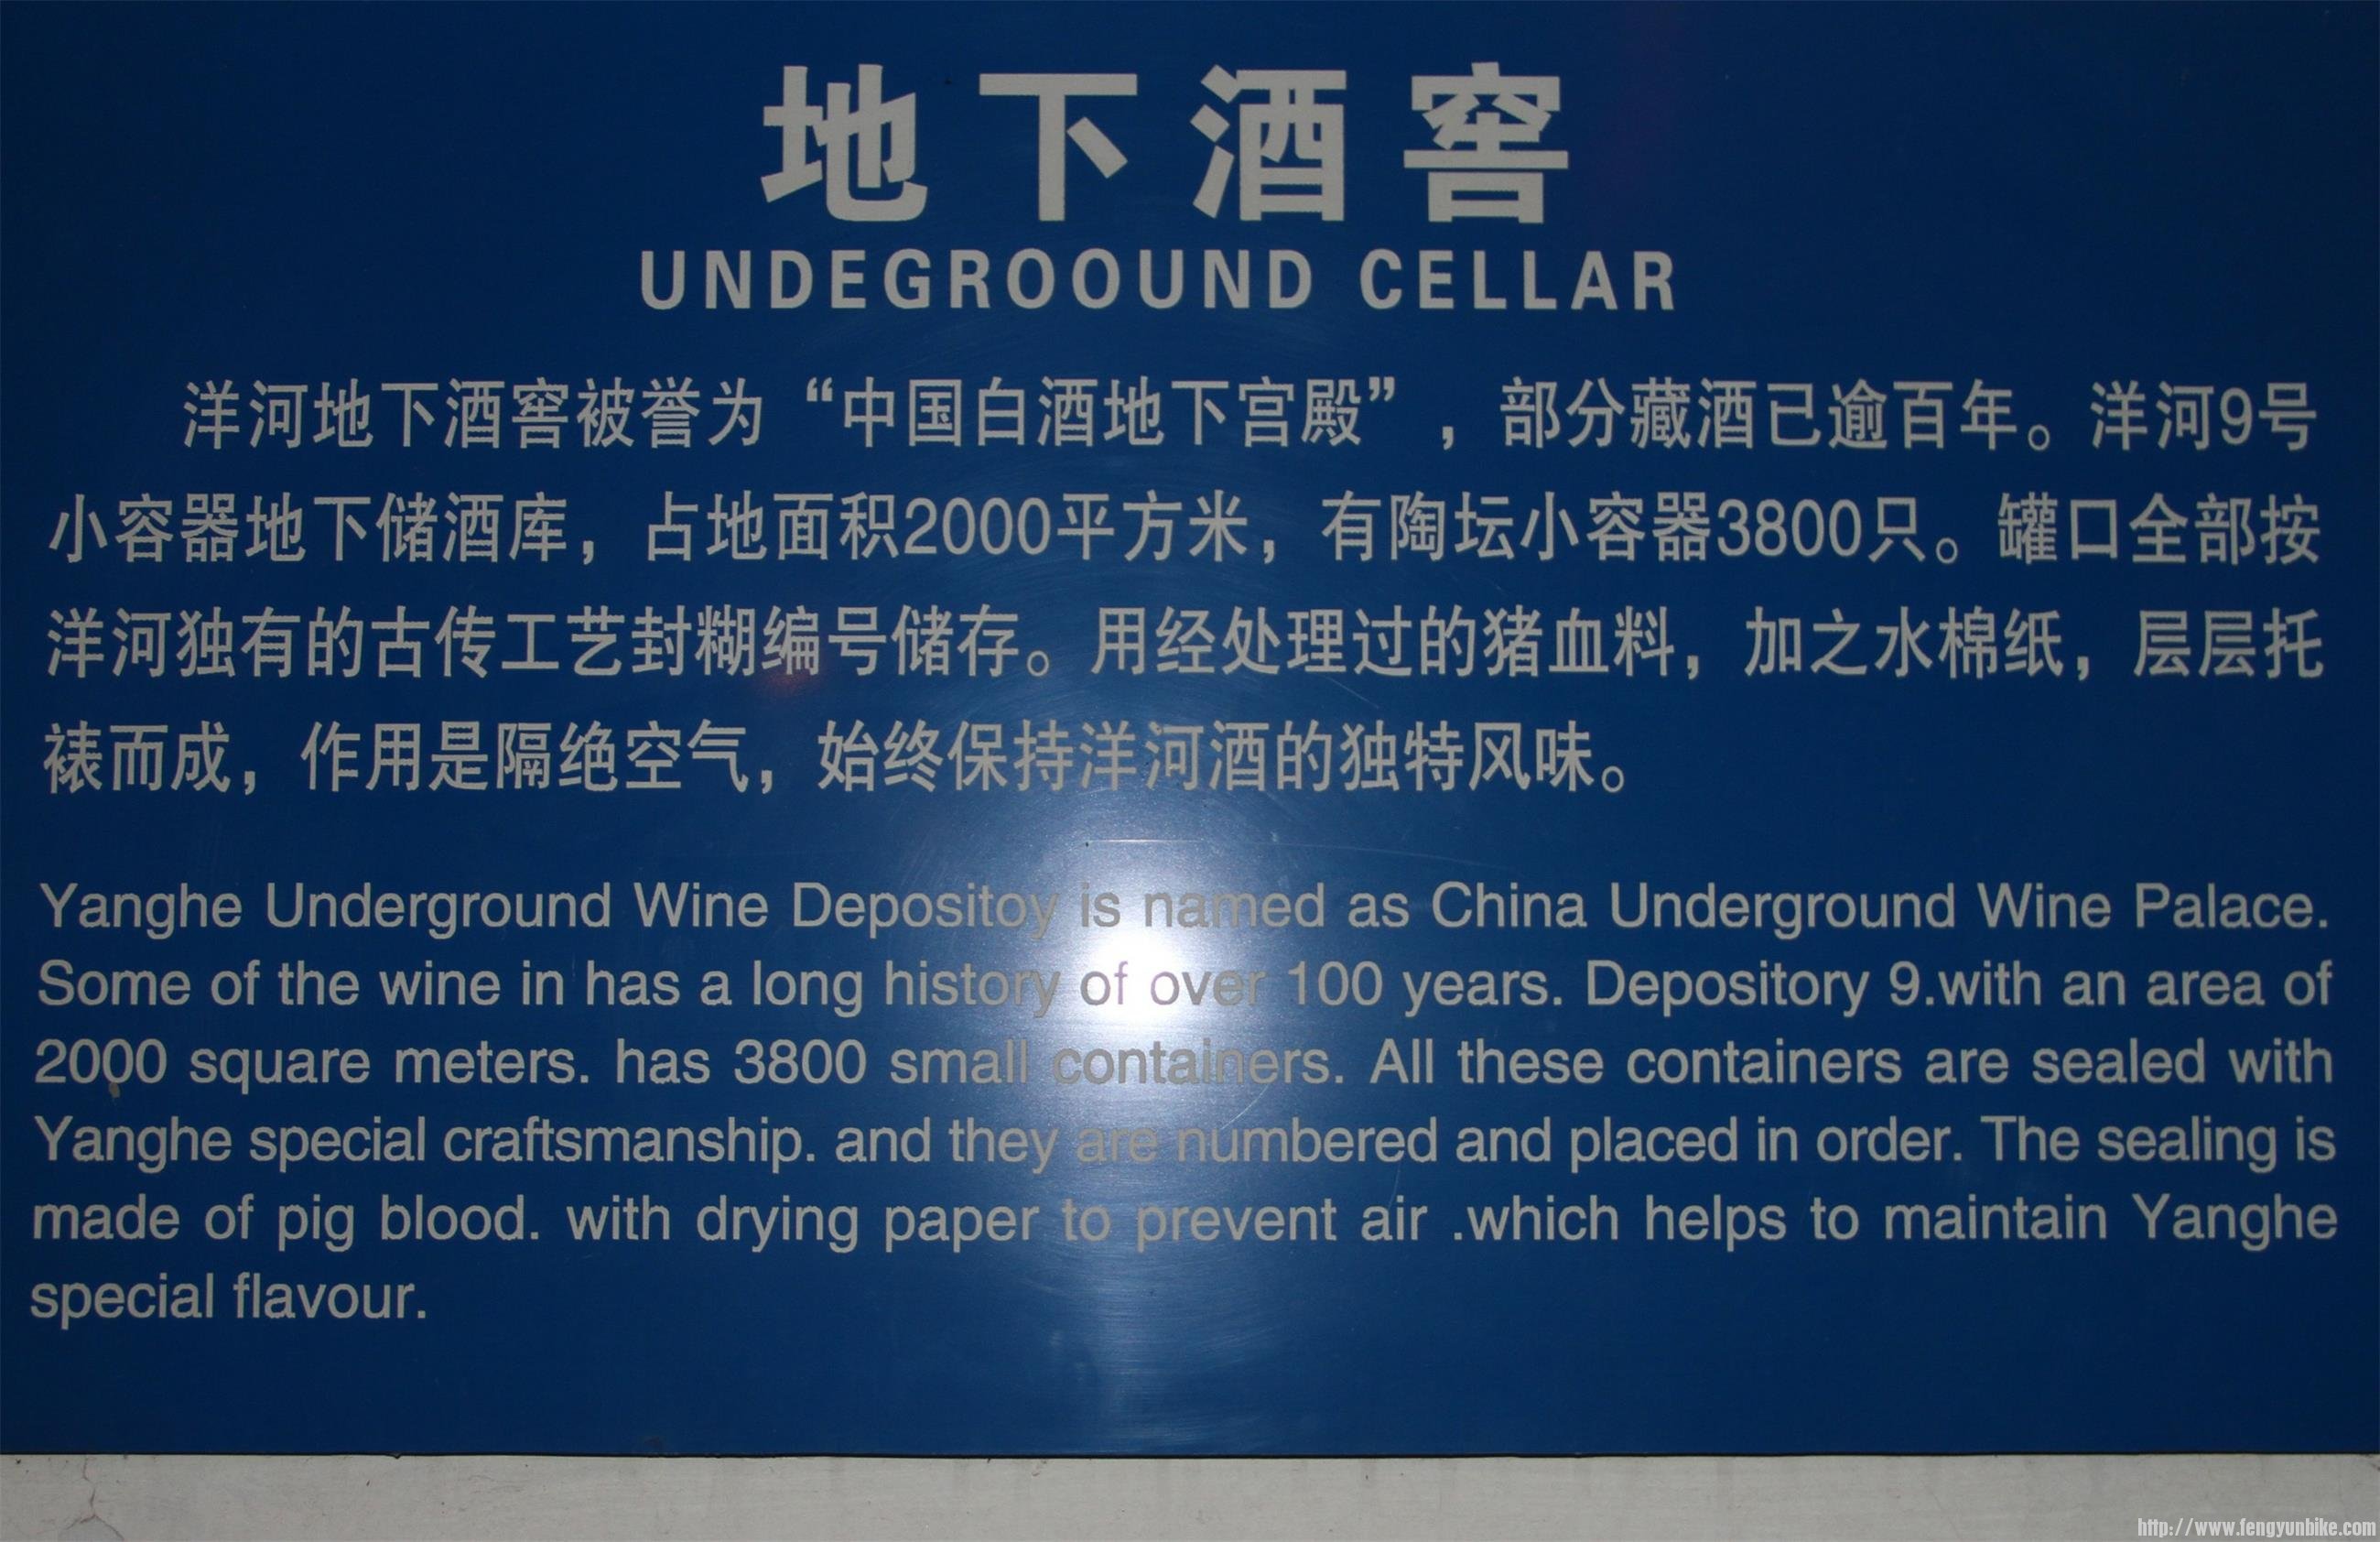 地下酒窖
UNDEGROOUND CELLAR
洋河地下酒窖被誉为“中国白酒地下宫殿”，部分藏酒已逾百年。洋河9号
小容器地下储酒库，占地面积2000平方米，有陶坛小容器3800只。罐口全部按
洋河独有的古传工艺封糊编号储存。用经处理过的猪血料，加之水棉纸，层层托
裱而成，作用是隔绝空气，始终保持洋河酒的独特风味。
Yanghe Underground Wine Depositoy is named as China Underground Wine Palace.
Some of the wine in has a long history of over 100 years. Depository 9.with an area of
2000 square meters. has 3800 small containers. All these containers are sealed with
Yanghe special craftsmanship. and they are numbered and placed in order. The sealing is
made of pig blood. with drying paper to prevent air .which helps to maintain Yanghe
special flavour.
http://www.fengyunbike.com